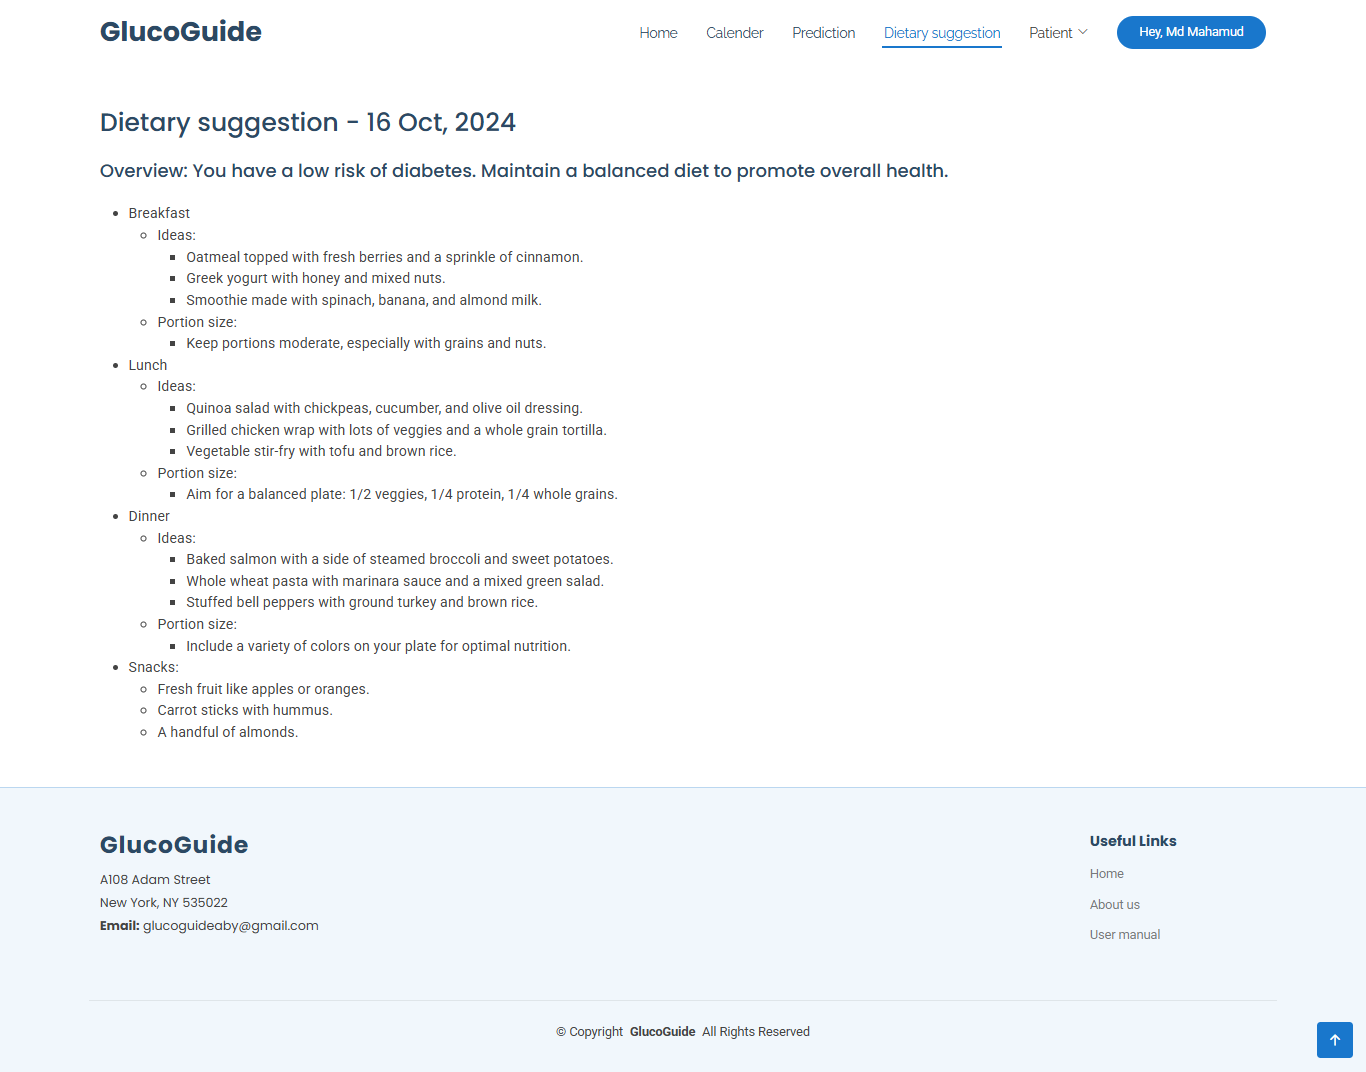 GlucoGuide
Home Calender Prediction Dietary suggestion Patient Hey, Md Mahamud
Dietary suggestion - 16 Oct, 2024
Overview: You have a low risk of diabetes. Maintain a balanced diet to promote overall health.
Breakfast
Ideas:
Oatmeal topped with fresh berries and a sprinkle of cinnamon.
Greek yogurt with honey and mixed nuts.
Smoothie made with spinach, banana, and almond milk.
Portion size:
Keep portions moderate, especially with grains and nuts.
Lunch
Ideas:
Quinoa salad with chickpeas, cucumber, and olive oil dressing.
Grilled chicken wrap with lots of veggies and a whole grain tortilla.
Vegetable stir-fry with tofu and brown rice.
Portion size:
Aim for a balanced plate: 1/2 veggies, 1/4 protein, 1/4 whole grains.
Dinner
Ideas:
Baked salmon with a side of steamed broccoli and sweet potatoes.
Whole wheat pasta with marinara sauce and a mixed green salad.
Stuffed bell peppers with ground turkey and brown rice.
Portion size:
Include a variety of colors on your plate for optimal nutrition.
Snacks:
Fresh fruit like apples or oranges.
Carrot sticks with hummus.
A handful of almonds.
GlucoGuide
A108 Adam Street
New York, NY 535022
Email: glucoguideaby@gmail.com
Useful Links
Home
About us
User manual
© Copyright GlucoGuide All Rights Reserved